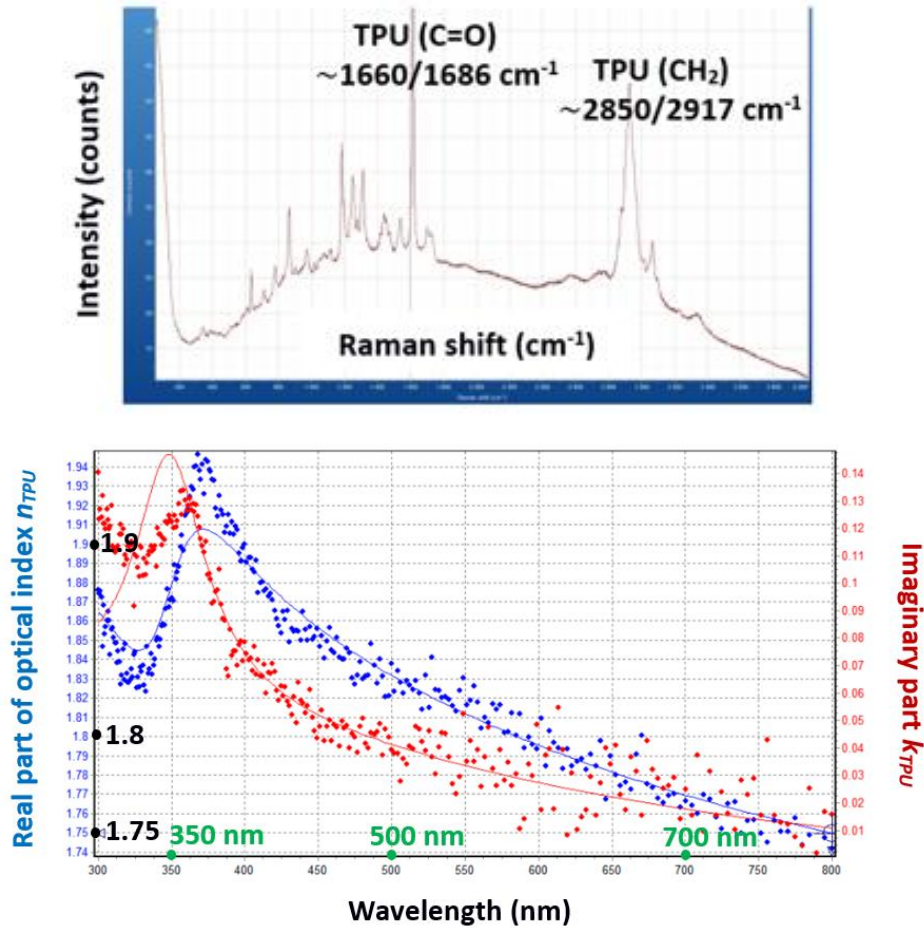 TPU (C=O)
~1660/1686 cm-1
TPU (CH2)
~2850/2917 cm-1
Intensity (counts)
Raman shift (cm-1)
Real part of optical index nTPU
1.94
1.93
1.92
1.91
1.9
1.89
1.88
1.87
1.86
1.85
1.84
1.83
1.82
1.81
1.8
1.79
1.78
1.77
1.76
1.75
1.74
1.9
1.8
1.75
350 nm
500 nm
700 nm
0.14
0.13
0.12
0.11
0.1
0.09
0.08
0.07
0.06
0.05
0.04
0.03
0.02
0.01
Imaginary part kTPU
300 350 400 450 500 550 600 650 700 750 800
Wavelength (nm)